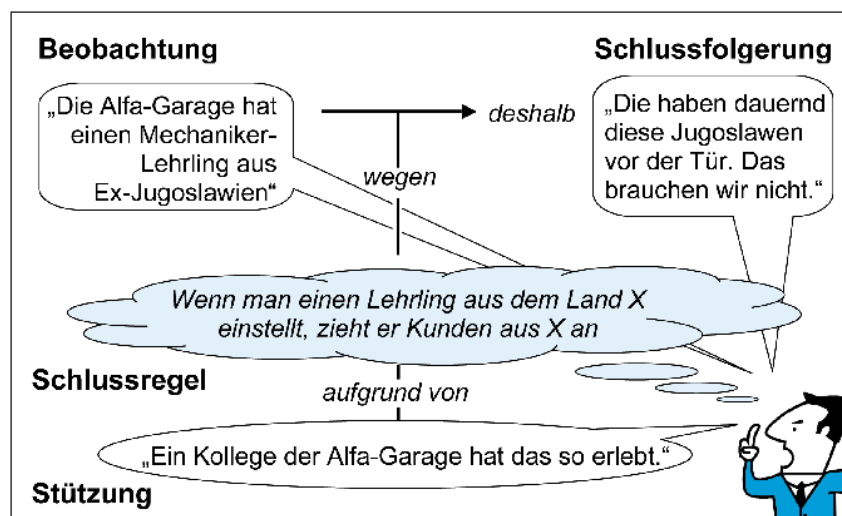 Beobachtung
Schlussfolgerung
„Die Alfa-Garage hat
einen Mechaniker-
Lehrling aus
Ex-Jugoslawien“
deshalb
„Die haben dauernd
diese Jugoslawen
vor der Tür. Das
brauchen wir nicht.“
wegen
Wenn man einen Lehrling aus dem Land X
einstellt, zieht er Kunden aus X an
Schlussregel
aufgrund von
„Ein Kollege der Alfa-Garage hat das so erlebt.“
Stützung